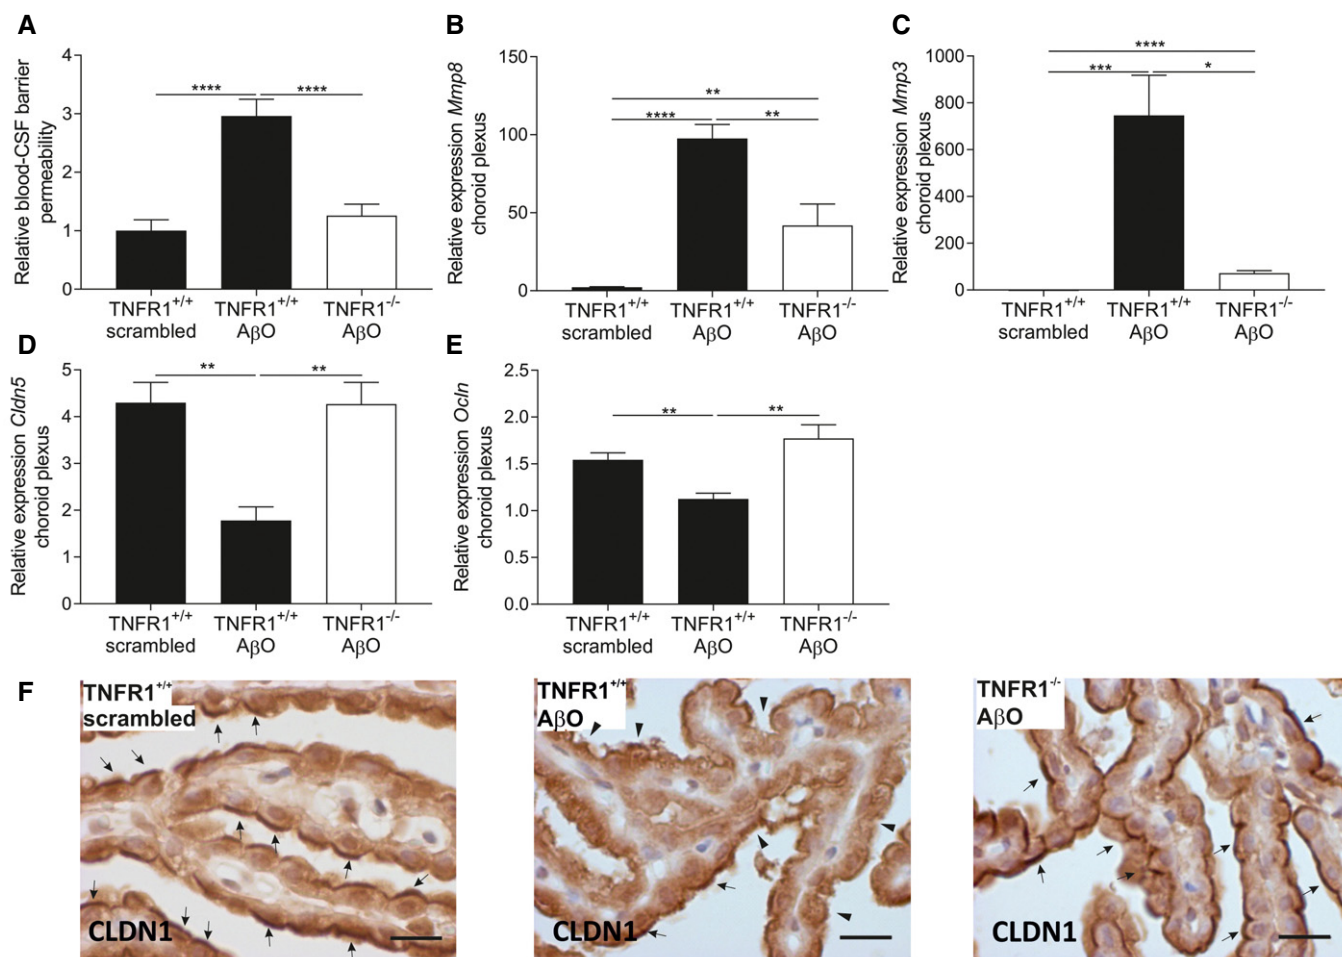 A
Relative blood-CSF barrier
permeability
4
3
2
1
0
****
****
TNFR1+/+
scrambled
TNFR1+/+
AβO
TNFR1-/-
AβO
B
Relative expression Mmp8
choroid plexus
150
100
50
0
**
****
**
TNFR1+/+
scrambled
TNFR1+/+
AβO
TNFR1-/-
AβO
C
Relative expression Mmp3
choroid plexus
1000
800
600
400
200
0
****
***
*
TNFR1+/+
scrambled
TNFR1+/+
AβO
TNFR1-/-
AβO
D
Relative expression Cldn5
choroid plexus
5
4
3
2
1
0
**
**
TNFR1+/+
scrambled
TNFR1+/+
AβO
TNFR1-/-
AβO
E
Relative expression Ocln
choroid plexus
2.5
2.0
1.5
1.0
0.5
0.0
**
**
TNFR1+/+
scrambled
TNFR1+/+
AβO
TNFR1-/-
AβO
F
TNFR1+/+
scrambled
CLDN1
TNFR1+/+
AβO
CLDN1
TNFR1-/-
AβO
CLDN1